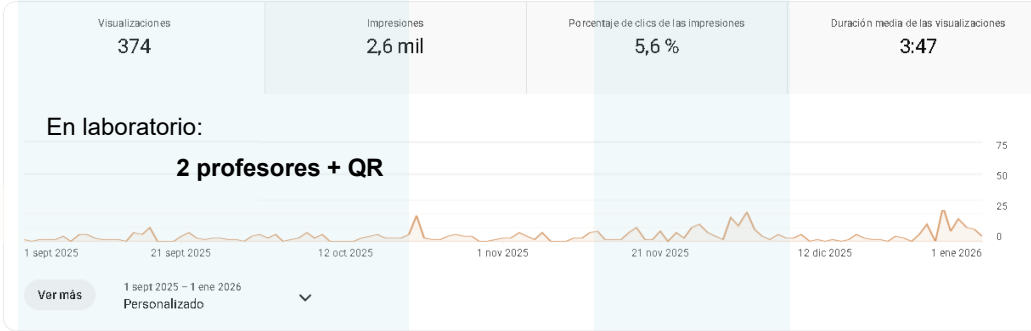 Visualizaciones
374
Impresiones
2,6 mil
Porcentaje de clics de las impresiones
5,6 %
Duración media de las visualizaciones
3:47
En laboratorio:
2 profesores + QR
75
50
25
0
1 sept 2025 21 sept 2025 12 oct 2025 1 nov 2025 21 nov 2025 12 dic 2025 1 ene 2026
Ver más
1 sept 2025 – 1 ene 2026
Personalizado